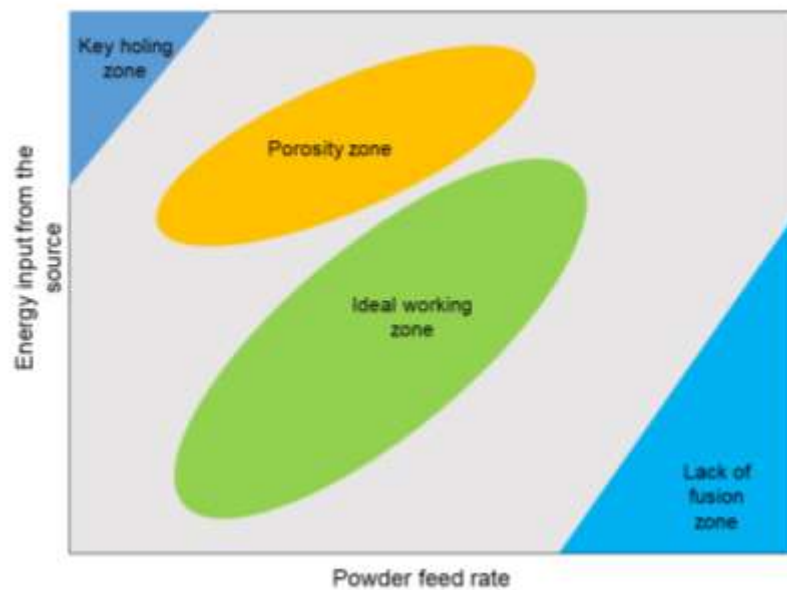 Key holing
zone
Porosity zone
Energy input from the
source
Ideal working
zone
Lack of
fusion
zone
Powder feed rate